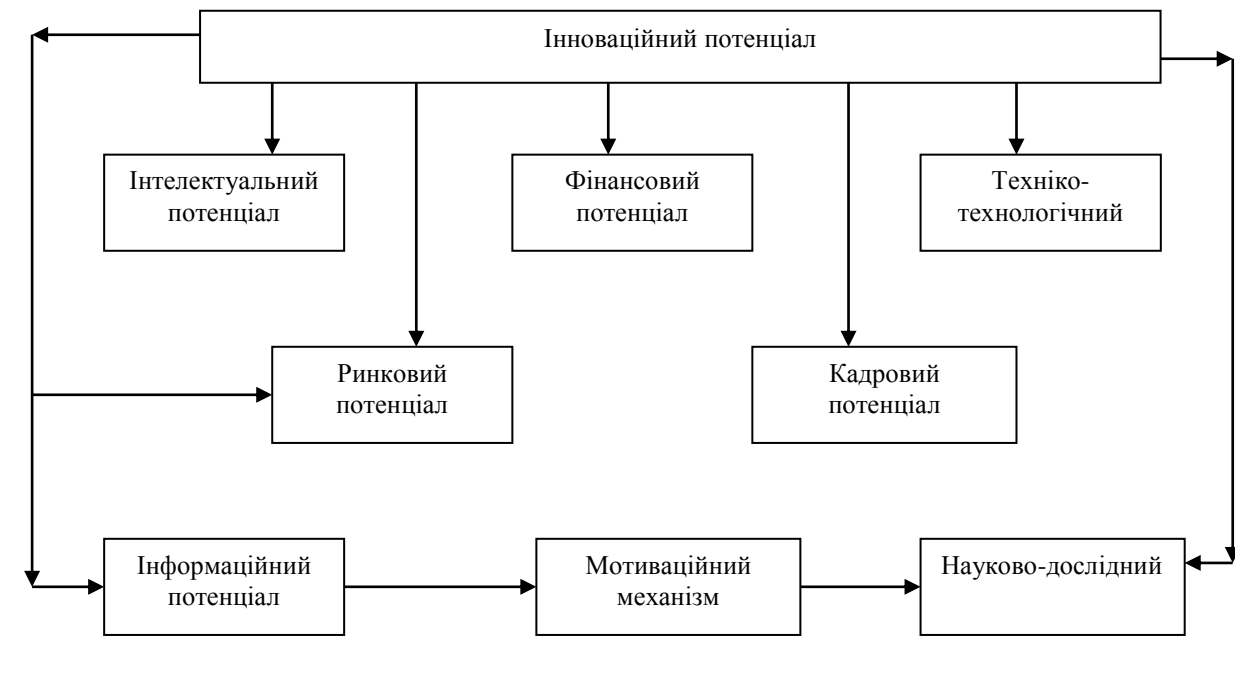 Інноваційний потенціал
Інтелектуальний
потенціал
Фінансовий
потенціал
Техніко-
технологічний
Ринковий
потенціал
Кадровий
потенціал
Інформаційний
потенціал
Мотиваційний
механізм
Науково-дослідний